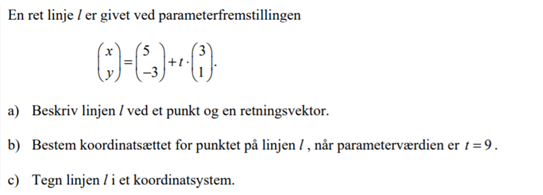 En ret linje l er givet ved parameterfremstillingen
(x y) = (5 −3) + t · (3 1).
a) Beskriv linjen l ved et punkt og en retningsvektor.
b) Bestem koordinatsættet for punktet på linjen l , når parameterværdien er t = 9 .
c) Tegn linjen l i et koordinatsystem.